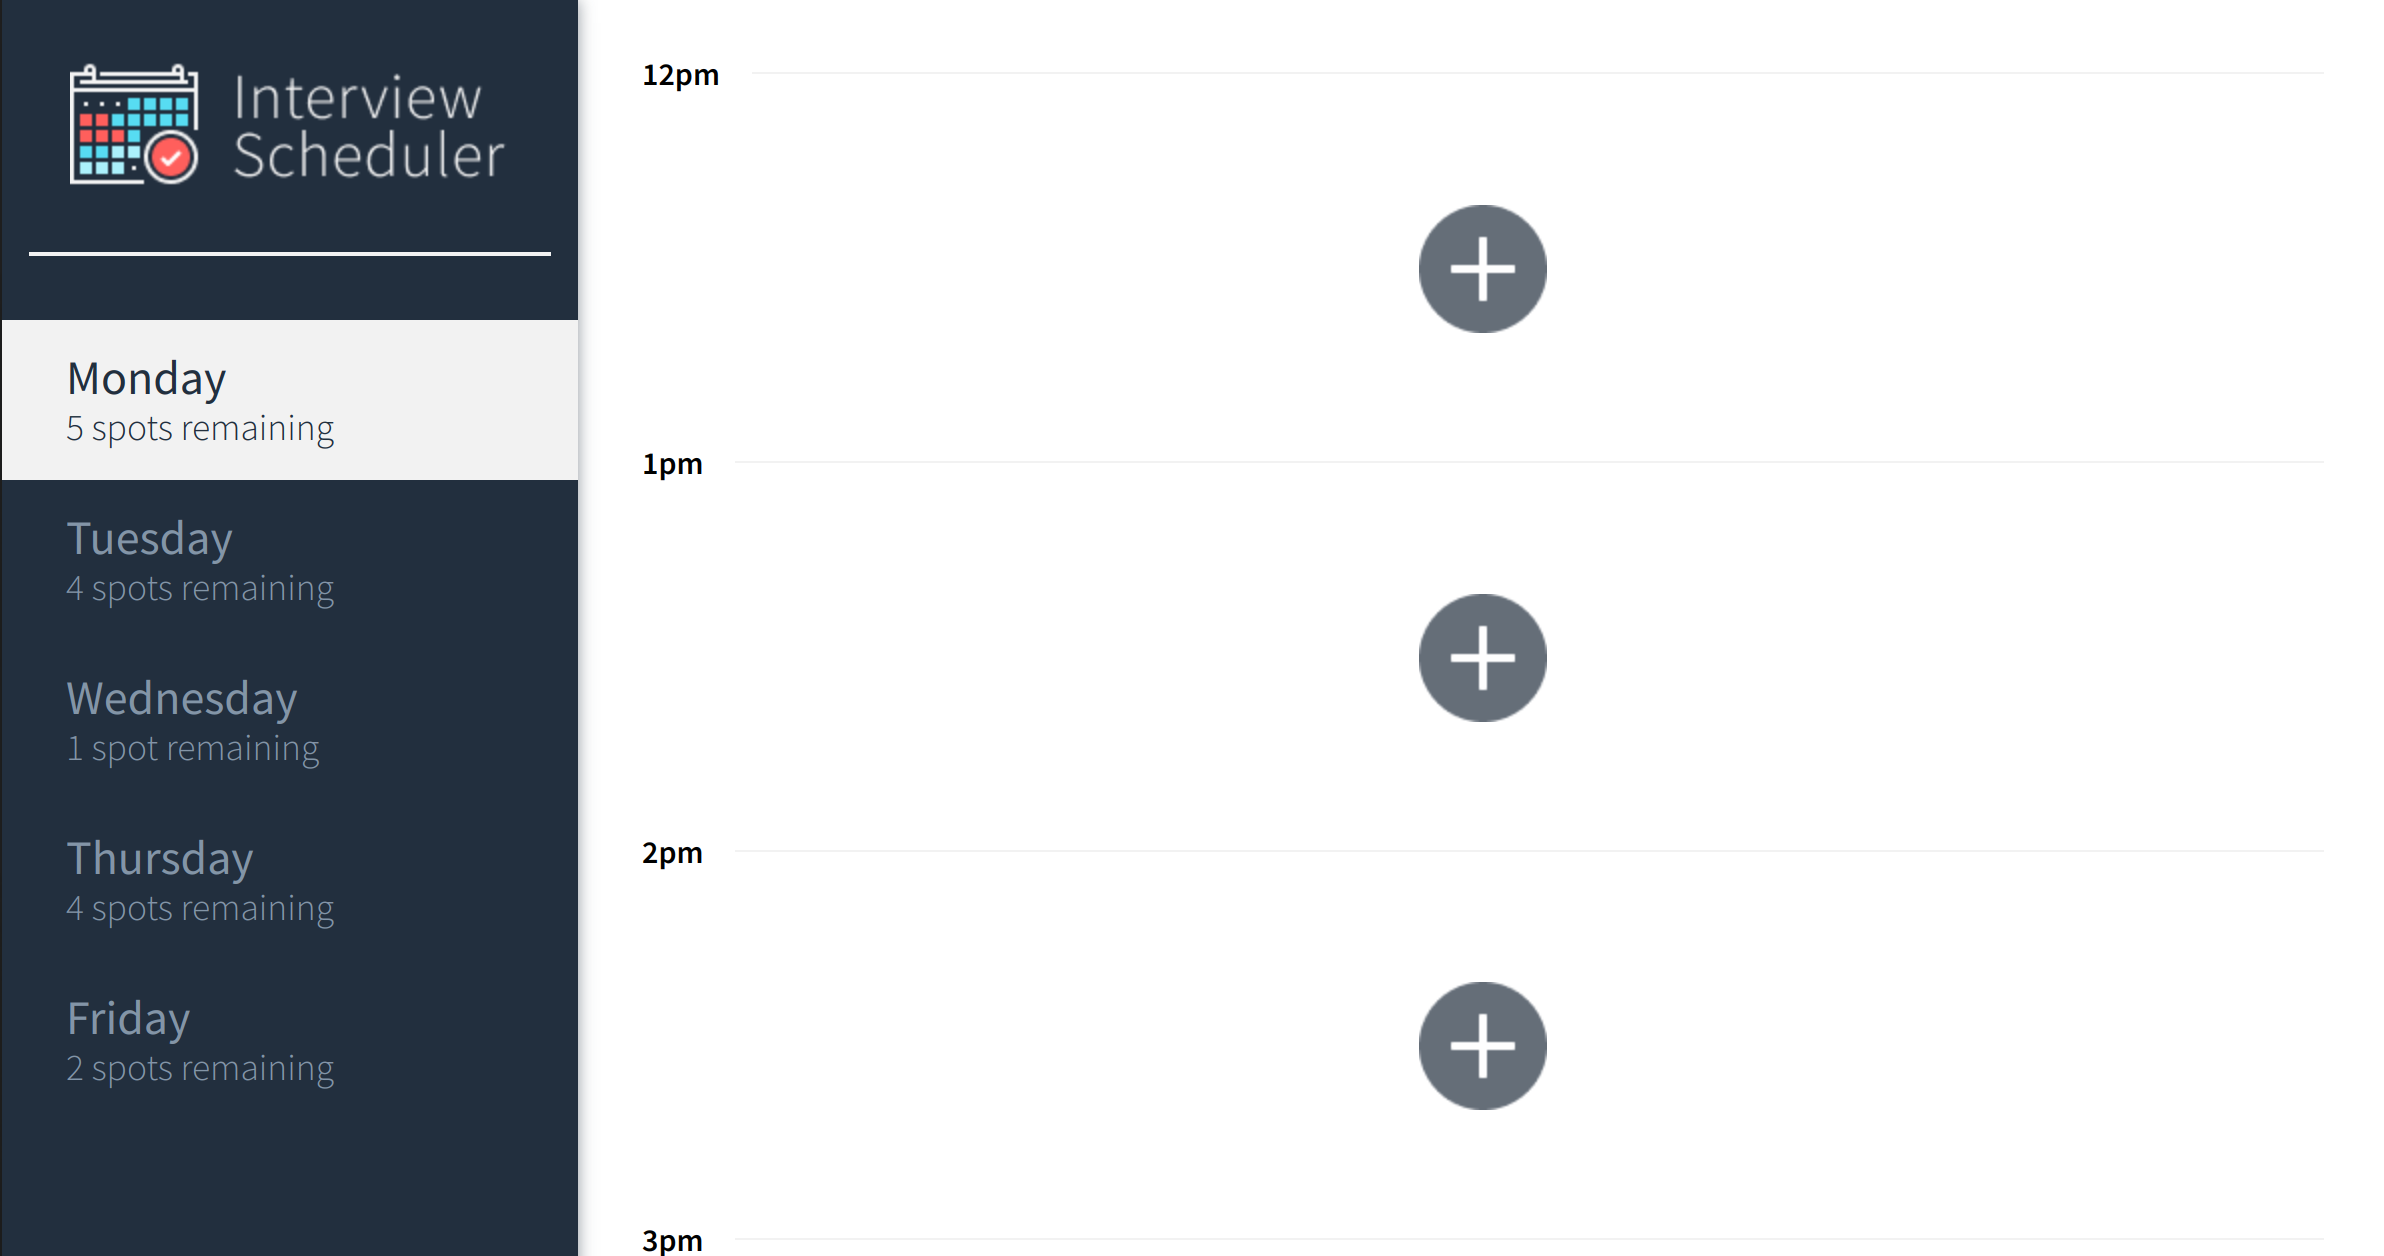 Interview
Scheduler
Monday
5 spots remaining
Tuesday
4 spots remaining
Wednesday
1 spot remaining
Thursday
4 spots remaining
Friday
2 spots remaining
12pm
1pm
2pm
3pm